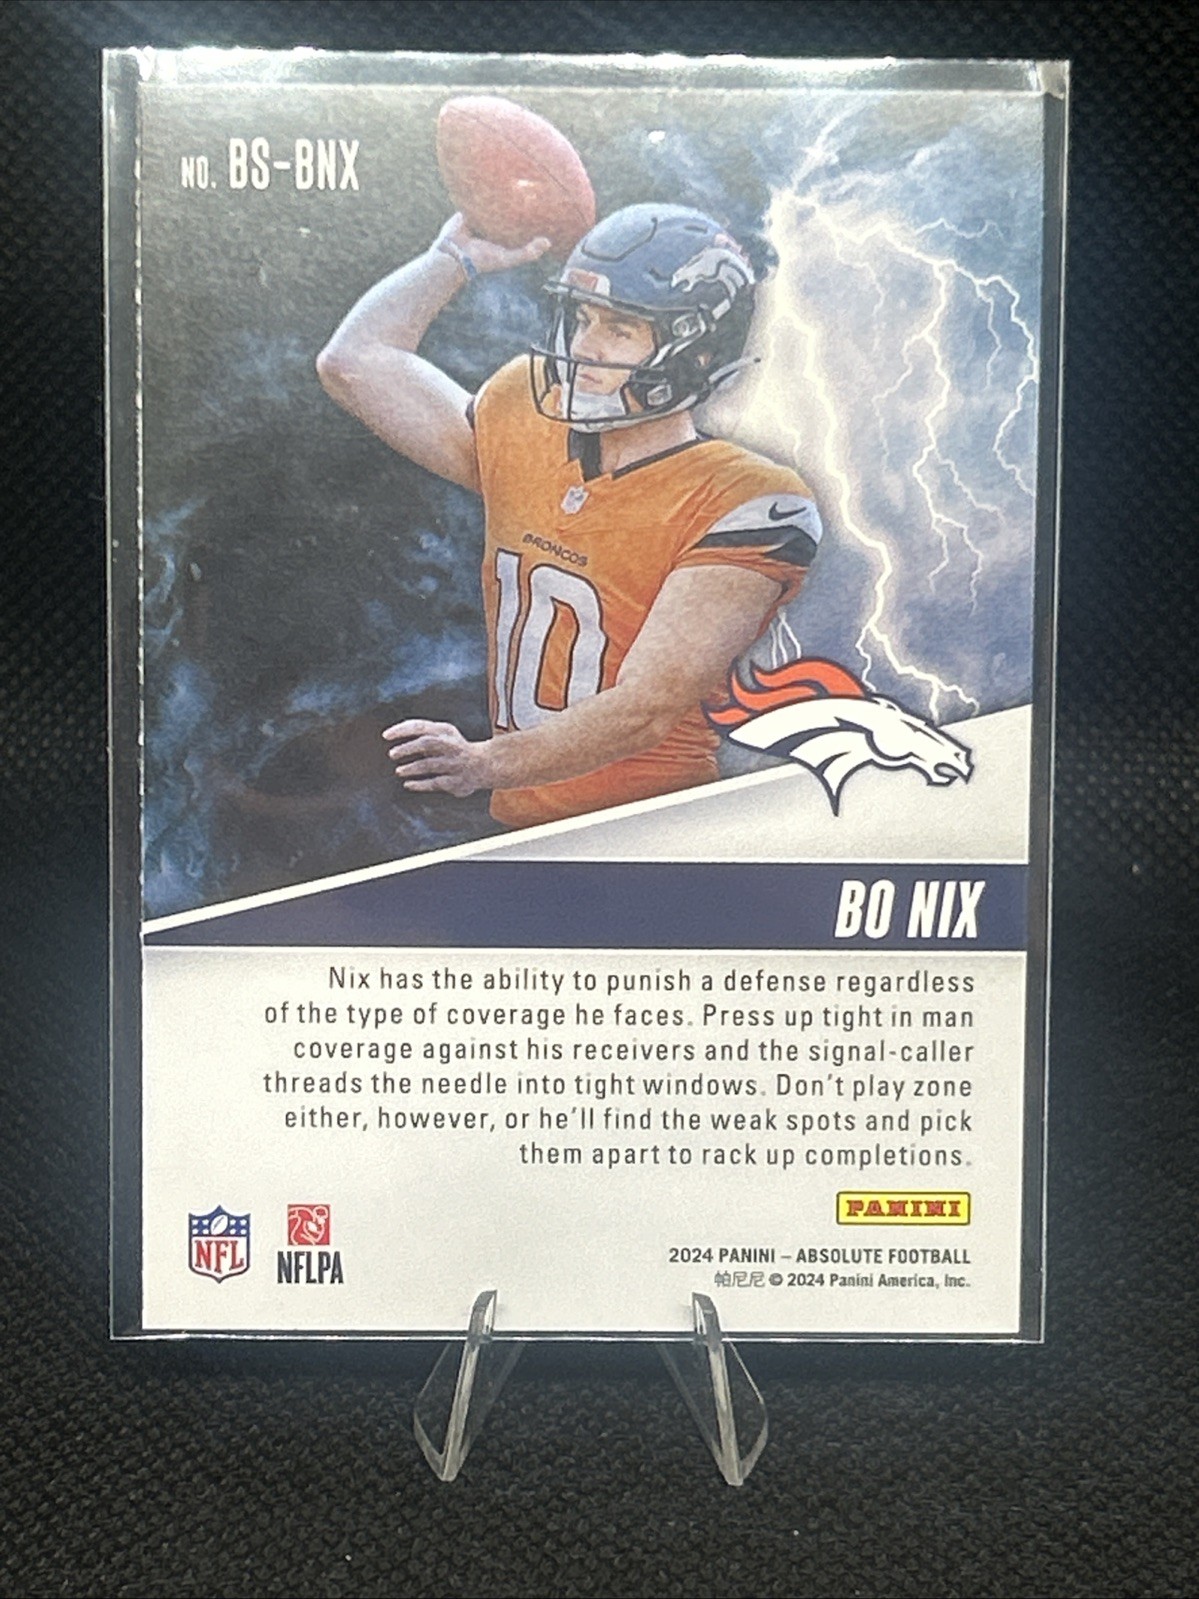 NO. BS-BNX
BRONCOS
10
BO NIX
Nix has the ability to punish a defense regardless
of the type of coverage he faces. Press up tight in man
coverage against his receivers and the signal-caller
threads the needle into tight windows. Don't play zone
either, however, or he'll find the weak spots and pick
them apart to rack up completions.
PANINI
NFL
NFLPA
2024 PANINI – ABSOLUTE FOOTBALL
帕尼尼 © 2024 Panini America, Inc.